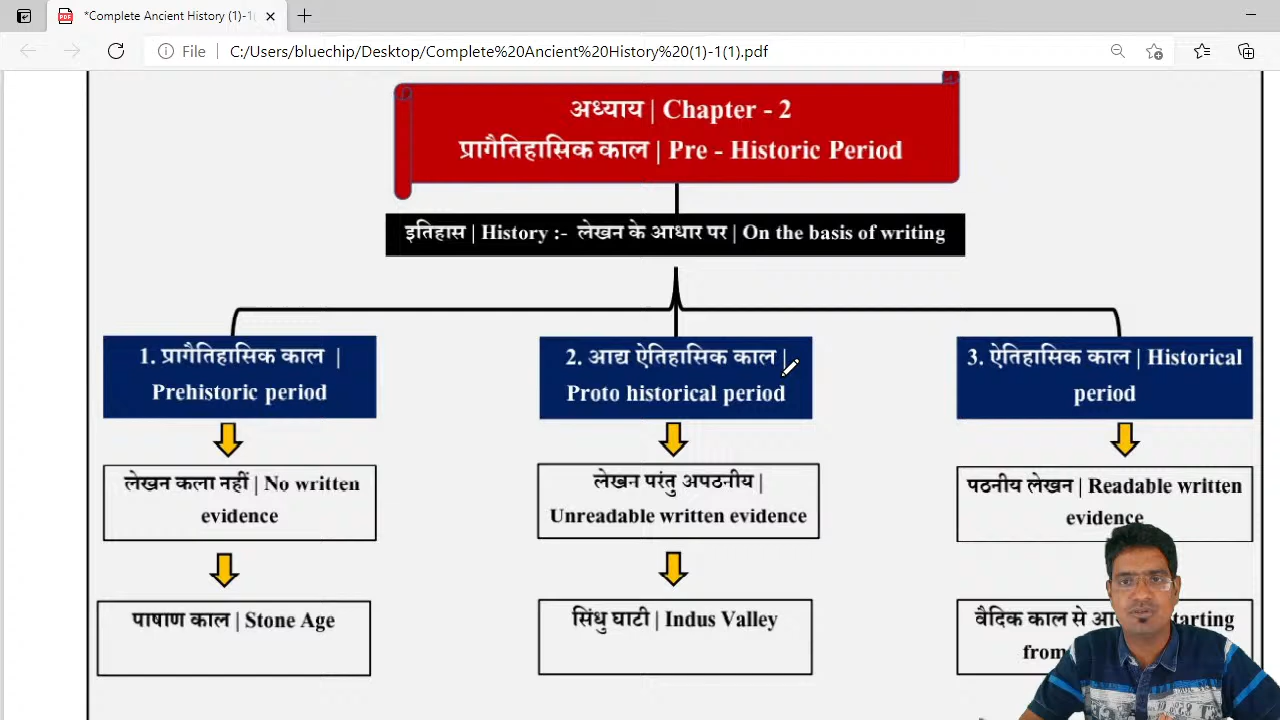 *Complete Ancient History (1)-1(
File
C:/Users/bluechip/Desktop/Complete%20Ancient%20History%20(1)-1(1).pdf
अध्याय | Chapter - 2
प्रागैतिहासिक काल | Pre - Historic Period
इतिहास | History :- लेखन के आधार पर | On the basis of writing
1. प्रागैतिहासिक काल |
Prehistoric period
2. आद्य ऐतिहासिक काल |
Proto historical period
3. ऐतिहासिक काल | Historical
period
लेखन कला नहीं | No written
evidence
लेखन परंतु अपठनीय |
Unreadable written evidence
पठनीय लेखन | Readable written
evidence
पाषाण काल | Stone Age
सिंधु घाटी | Indus Valley
वैदिक काल से
from